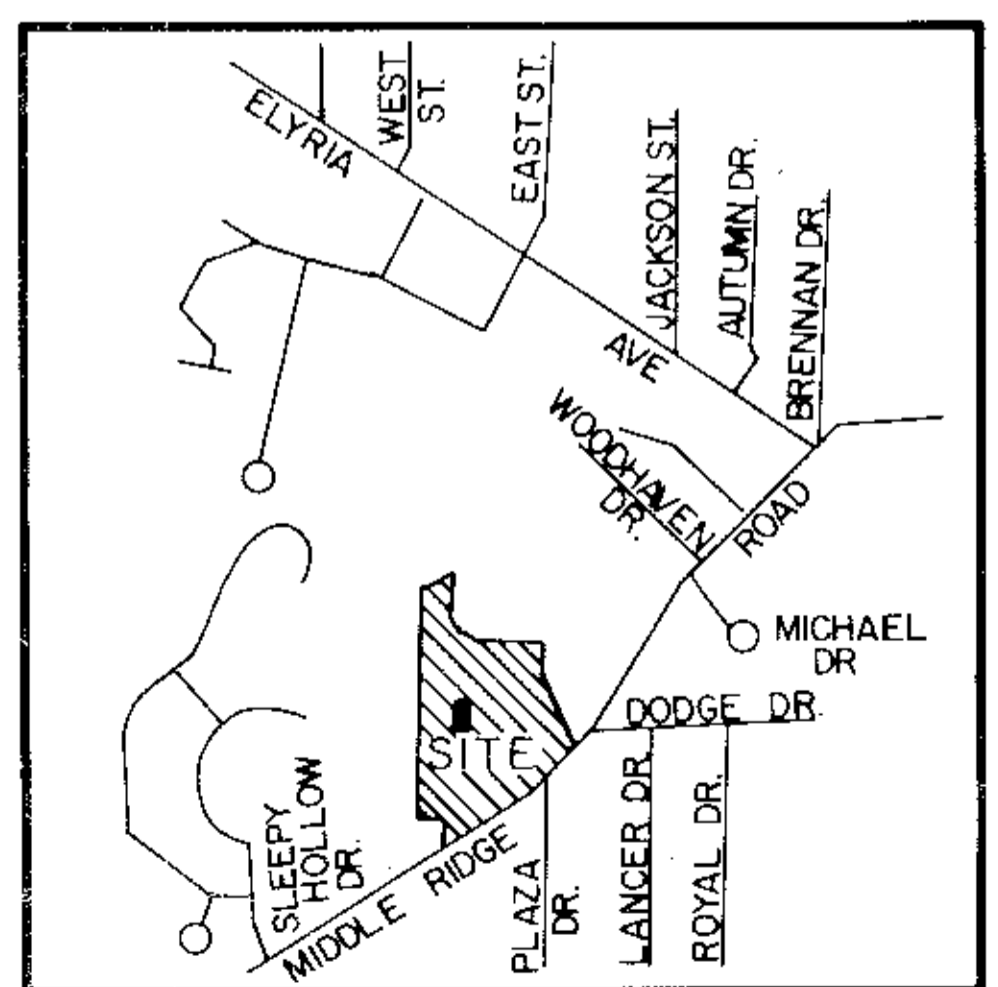 ELYRIA
AVE
WEST
ST.
EAST ST.
JACKSON ST.
AUTUMN DR.
BRENNAN DR.
WOODHAVEN
DR.
ROAD
MICHAEL
DR
DODGE DR.
SITE
SLEEPY
HOLLOW
DR.
MIDDLE RIDGE
PLAZA
DR.
LANCER DR.
ROYAL DR.